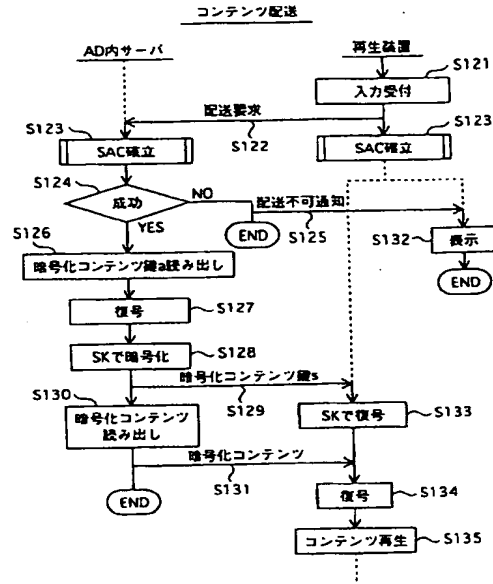 コンテンツ配送
AD内サーバ
再生装置
S121
入力受付
配送要求
S122
S123
SAC確立
S123
SAC確立
S124
成功
NO
YES
配送不可通知
S125
END
S132
表示
END
S126
暗号化コンテンツ鍵a読み出し
復号
S127
SKで暗号化
S128
暗号化コンテンツ鍵s
S129
S130
暗号化コンテンツ
読み出し
SKで復号
S133
暗号化コンテンツ
S131
END
復号
S134
コンテンツ再生
S135